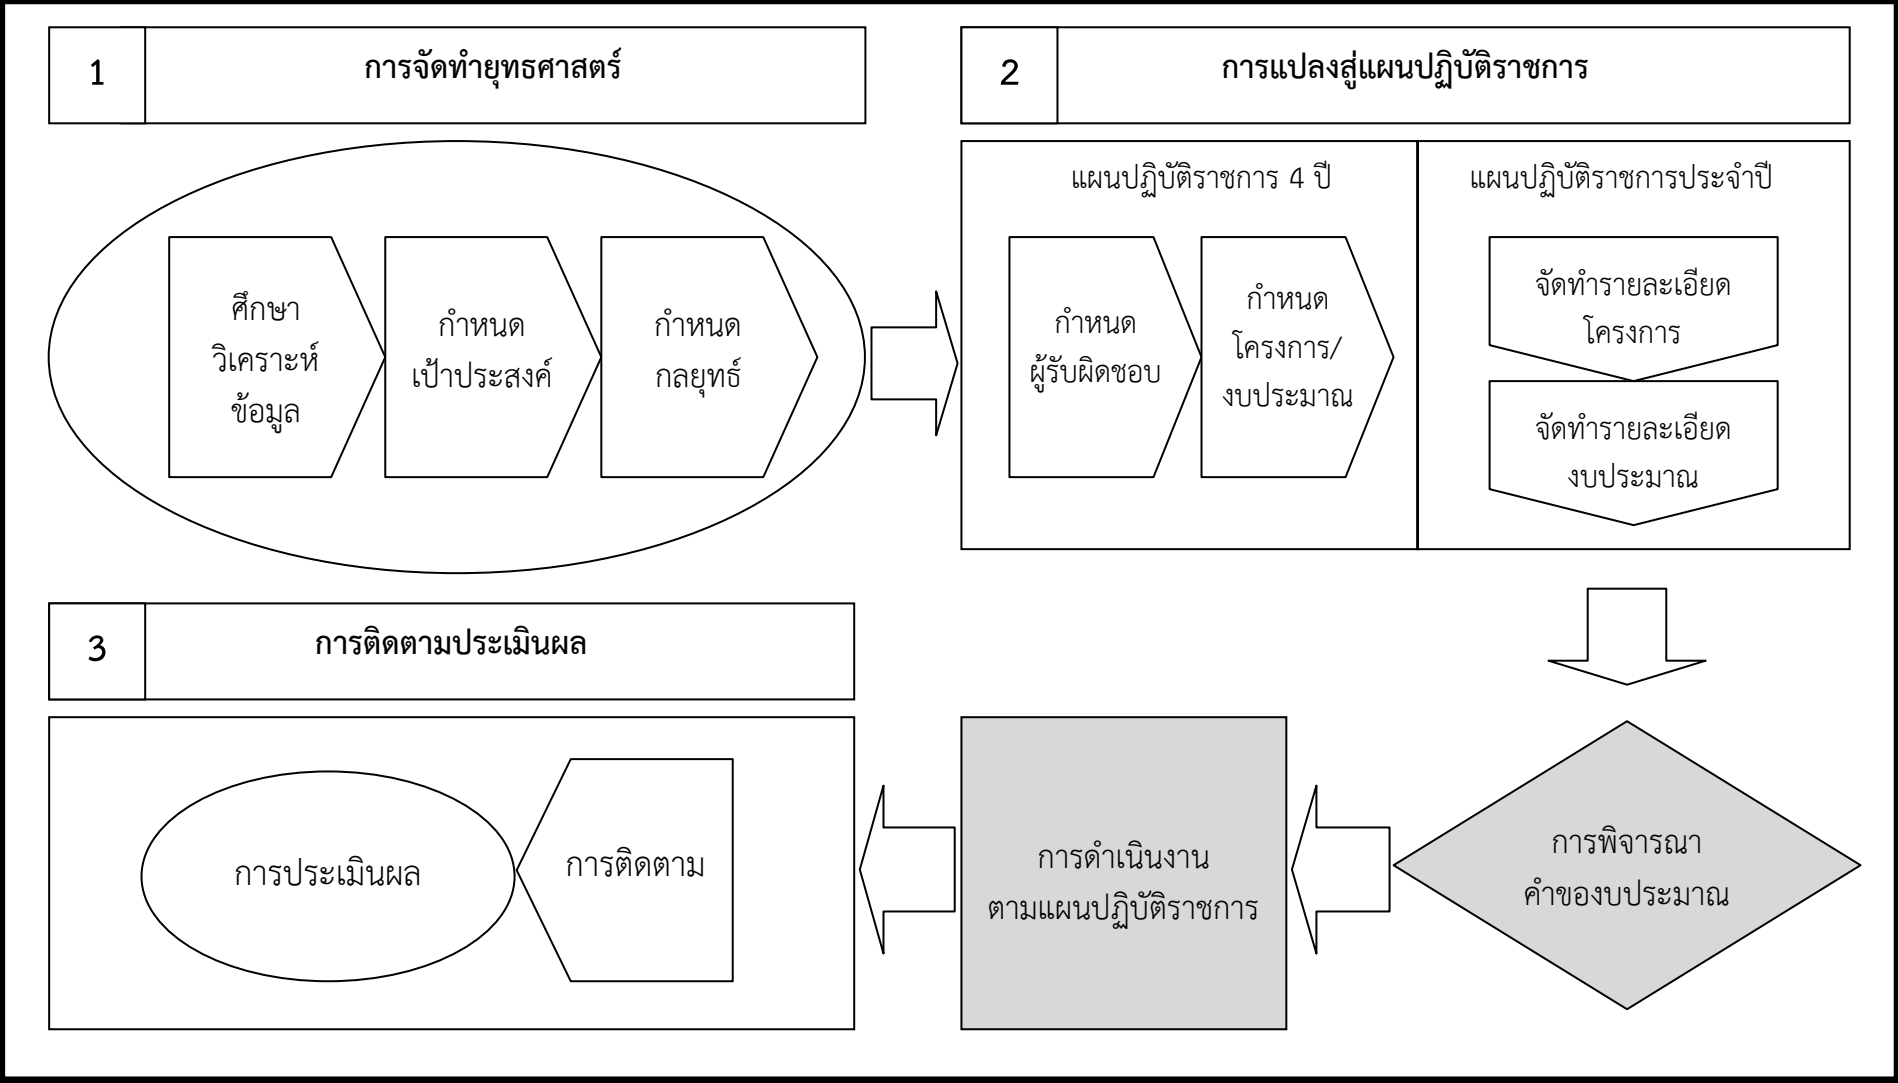 1
การจัดทำยุทธศาสตร์
ศึกษา
วิเคราะห์
ข้อมูล
กำหนด
เป้าประสงค์
กำหนด
กลยุทธ์
2
การแปลงสู่แผนปฏิบัติราชการ
แผนปฏิบัติราชการ 4 ปี
กำหนด
ผู้รับผิดชอบ
กำหนด
โครงการ/
งบประมาณ
แผนปฏิบัติราชการประจำปี
จัดทำรายละเอียด
โครงการ
จัดทำรายละเอียด
งบประมาณ
การพิจารณา
คำของบประมาณ
การดำเนินงาน
ตามแผนปฏิบัติราชการ
3
การติดตามประเมินผล
การติดตาม
การประเมินผล